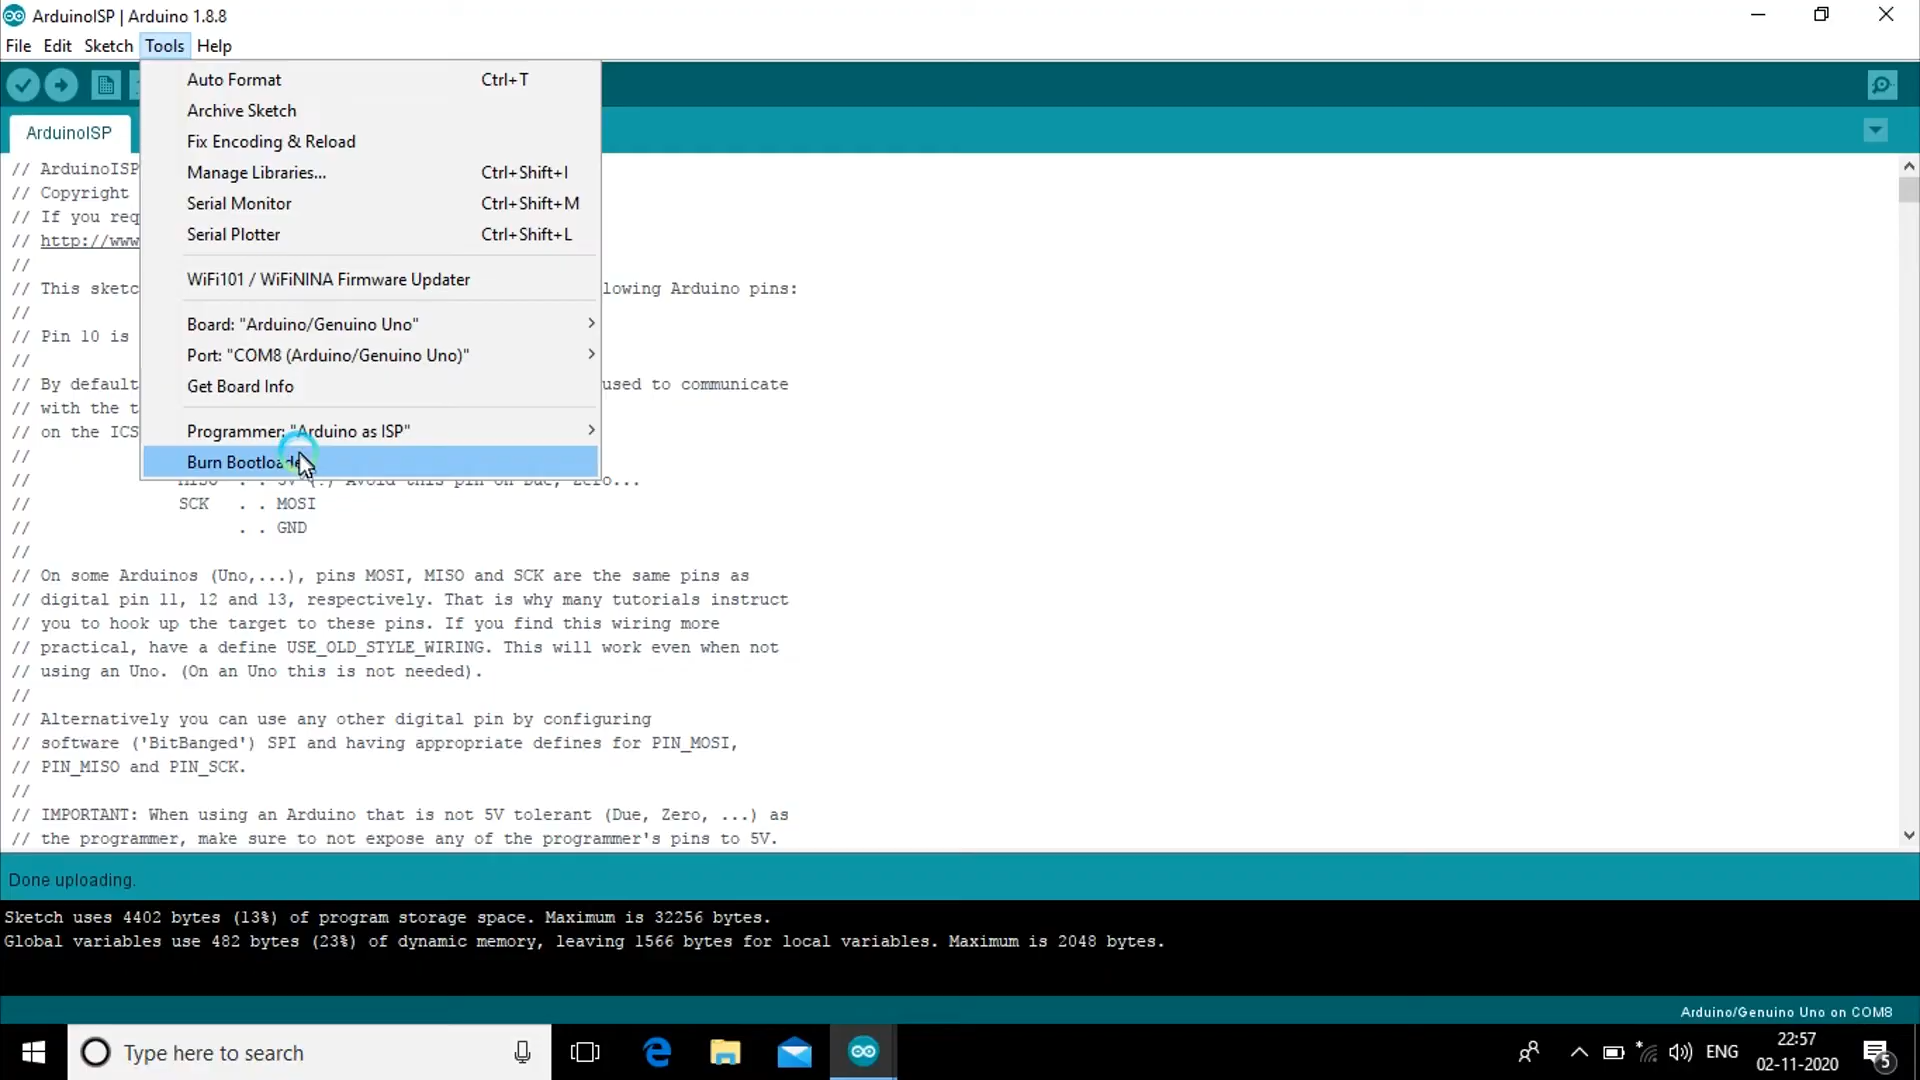 ArduinoISP | Arduino 1.8.8
File Edit Sketch Tools Help
Auto Format Ctrl+T
Archive Sketch
Fix Encoding & Reload
Manage Libraries... Ctrl+Shift+I
Serial Monitor Ctrl+Shift+M
Serial Plotter Ctrl+Shift+L
WiFi101 / WiFiNINA Firmware Updater
Board: "Arduino/Genuino Uno"
Port: "COM8 (Arduino/Genuino Uno)"
Get Board Info
Programmer: "Arduino as ISP"
Burn Bootloader
ArduinoISP
// ArduinoISP
// Copyright
// If you req
// http://www
//
// This sketc lowing Arduino pins:
//
// Pin 10 is
//
// By default used to communicate
// with the t
// on the ICS
//
// MISO . . 5V (!) Avoid this pin on Due, Zero...
// SCK . . MOSI
// . . GND
//
// On some Arduinos (Uno,...), pins MOSI, MISO and SCK are the same pins as
// digital pin 11, 12 and 13, respectively. That is why many tutorials instruct
// you to hook up the target to these pins. If you find this wiring more
// practical, have a define USE_OLD_STYLE_WIRING. This will work even when not
// using an Uno. (On an Uno this is not needed).
//
// Alternatively you can use any other digital pin by configuring
// software ('BitBanged') SPI and having appropriate defines for PIN_MOSI,
// PIN_MISO and PIN_SCK.
//
// IMPORTANT: When using an Arduino that is not 5V tolerant (Due, Zero, ...) as
// the programmer, make sure to not expose any of the programmer's pins to 5V.
Done uploading.
Sketch uses 4402 bytes (13%) of program storage space. Maximum is 32256 bytes.
Global variables use 482 bytes (23%) of dynamic memory, leaving 1566 bytes for local variables. Maximum is 2048 bytes.
Arduino/Genuino Uno on COM8
Type here to search
ENG
22:57
02-11-2020
5